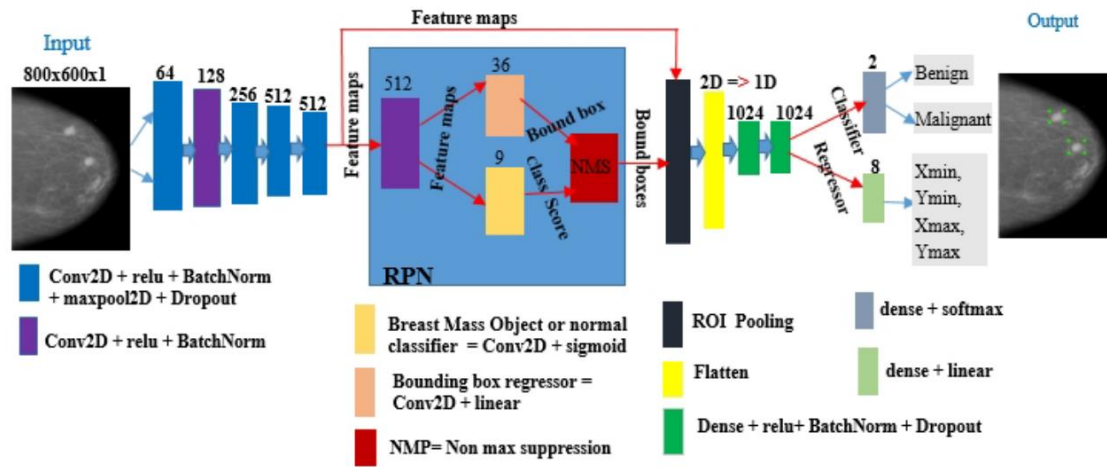 Feature maps
Input
800x600x1
64
128
256
512
512
Feature maps
RPN
512
Feature maps
36
9
Bound box
class Score
NMS
Bound boxes
2D => 1D
1024
1024
Classifier
Regressor
2
8
Benign
Malignant
Xmin,
Ymin,
Xmax,
Ymax
Output
Conv2D + relu + BatchNorm
+ maxpool2D + Dropout
Conv2D + relu + BatchNorm
Breast Mass Object or normal
classifier = Conv2D + sigmoid
Bounding box regressor =
Conv2D + linear
NMP= Non max suppression
ROI Pooling
Flatten
Dense + relu+ BatchNorm + Dropout
dense + softmax
dense + linear